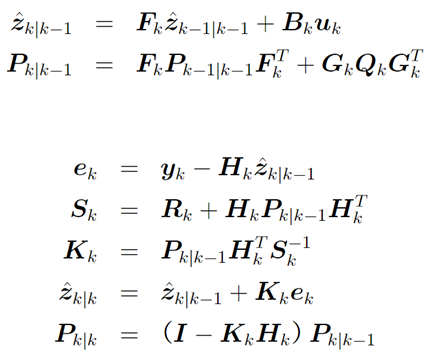 ẑ_{k|k−1} = F_k ẑ_{k−1|k−1} + B_k u_k
P_{k|k−1} = F_k P_{k−1|k−1} F_k^T + G_k Q_k G_k^T
e_k = y_k − H_k ẑ_{k|k−1}
S_k = R_k + H_k P_{k|k−1} H_k^T
K_k = P_{k|k−1} H_k^T S_k^{−1}
ẑ_{k|k} = ẑ_{k|k−1} + K_k e_k
P_{k|k} = (I − K_k H_k) P_{k|k−1}